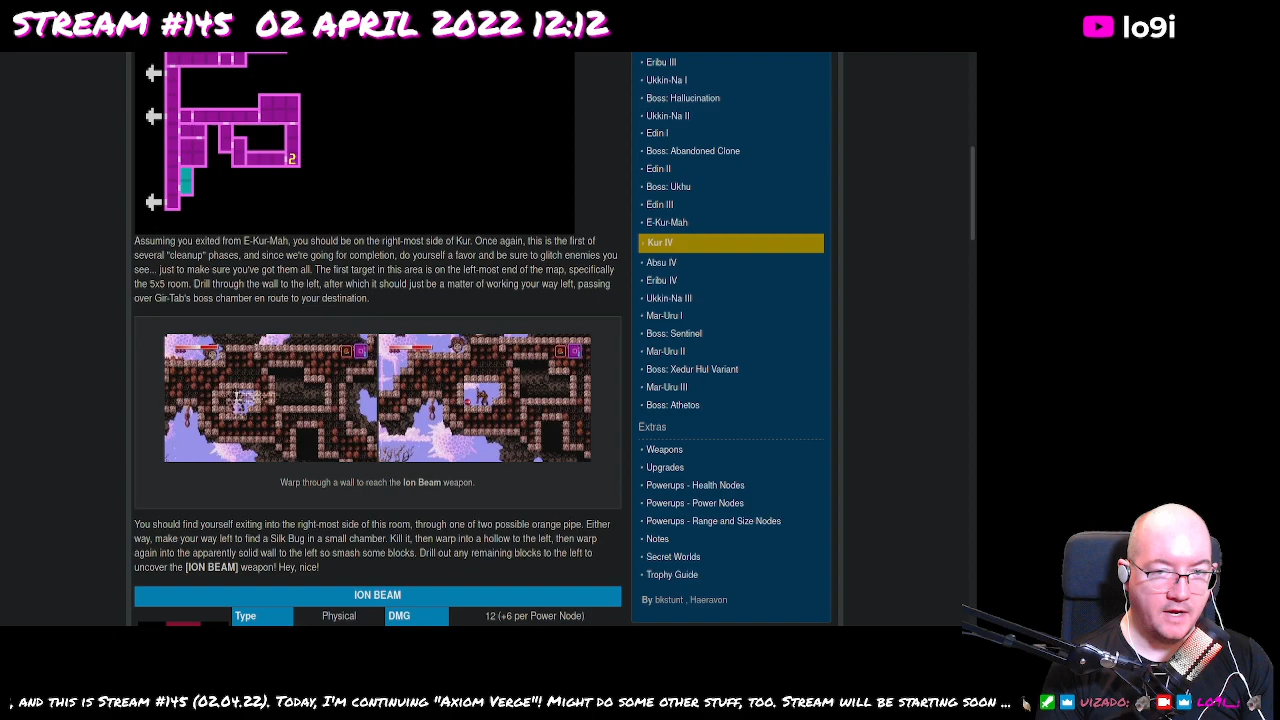 STREAM #145 02 APRIL 2022 12:12
lo9i
2
Assuming you exited from E-Kur-Mah, you should be on the right-most side of Kur. Once again, this is the first of
several "cleanup" phases, and since we're going for completion, do yourself a favor and be sure to glitch enemies you
see... just to make sure you've got them all. The first target in this area is on the left-most end of the map, specifically
the 5x5 room. Drill through the wall to the left, after which it should just be a matter of working your way left, passing
over Gir-Tab's boss chamber en route to your destination.
Warp through a wall to reach the Ion Beam weapon.
You should find yourself exiting into the right-most side of this room, through one of two possible orange pipe. Either
way, make your way left to find a Silk Bug in a small chamber. Kill it, then warp into a hollow to the left, then warp
again into the apparently solid wall to the left so smash some blocks. Drill out any remaining blocks to the left to
uncover the [ION BEAM] weapon! Hey, nice!
ION BEAM
Type Physical DMG 12 (+6 per Power Node)
Eribu III
Ukkin-Na I
Boss: Hallucination
Ukkin-Na II
Edin I
Boss: Abandoned Clone
Edin II
Boss: Ukhu
Edin III
E-Kur-Mah
Kur IV
Absu IV
Eribu IV
Ukkin-Na III
Mar-Uru I
Boss: Sentinel
Mar-Uru II
Boss: Xedur Hul Variant
Mar-Uru III
Boss: Athetos
Extras
Weapons
Upgrades
Powerups - Health Nodes
Powerups - Power Nodes
Powerups - Range and Size Nodes
Notes
Secret Worlds
Trophy Guide
By bkstunt , Haeravon
, and this is Stream #145 (02.04.22). Today, I'm continuing "Axiom Verge"! Might do some other stuff, too. Stream will be starting soon ... vizado: lo9i_: